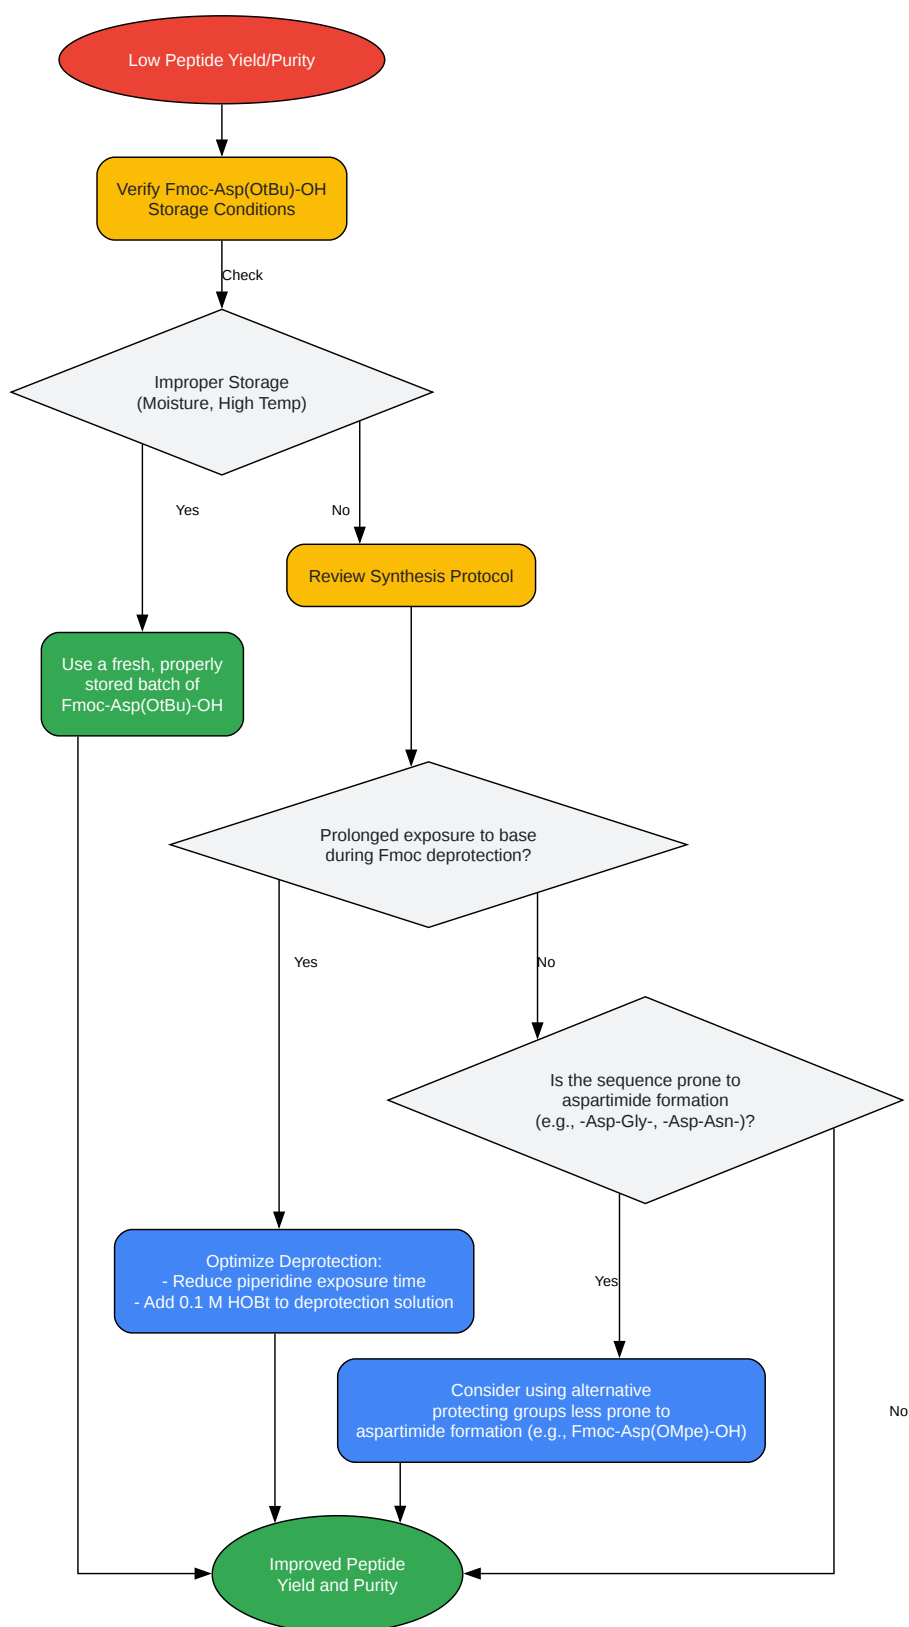 Low Peptide Yield/Purity
Verify Fmoc-Asp(OtBu)-OH
Storage Conditions
Check
Improper Storage
(Moisture, High Temp)
Yes
No
Review Synthesis Protocol
Use a fresh, properly
stored batch of
Fmoc-Asp(OtBu)-OH
Prolonged exposure to base
during Fmoc deprotection?
Yes
No
Is the sequence prone to
aspartimide formation
(e.g., -Asp-Gly-, -Asp-Asn-)?
Optimize Deprotection:
- Reduce piperidine exposure time
- Add 0.1 M HOBt to deprotection solution
Yes
Consider using alternative
protecting groups less prone to
aspartimide formation (e.g., Fmoc-Asp(OMpe)-OH)
No
Improved Peptide
Yield and Purity